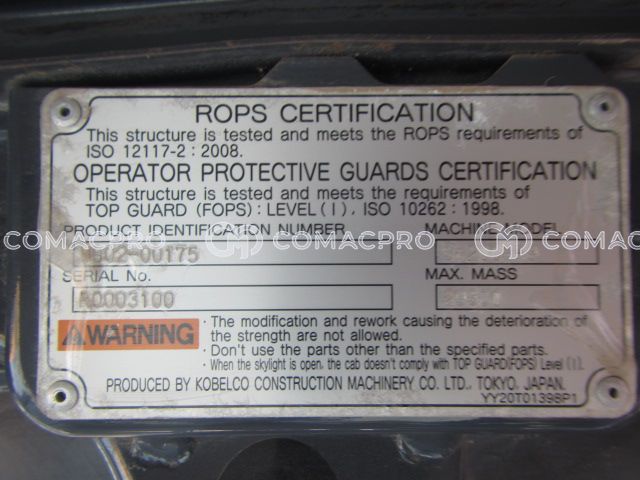 ROPS CERTIFICATION
This structure is tested and meets the ROPS requirements of
ISO 12117-2 : 2008.
OPERATOR PROTECTIVE GUARDS CERTIFICATION
This structure is tested and meets the requirements of
TOP GUARD (FOPS) : LEVEL ( I ), ISO 10262 : 1998.
PRODUCT IDENTIFICATION NUMBER MACHINE MODEL
COMACPRO COMACPRO COMACPRO
SERIAL No. MAX. MASS
A0003100
WARNING
· The modification and rework causing the deterioration of
the strength are not allowed.
· Don't use the parts other than the specified parts.
· When the skylight is open, the cab doesn't comply with TOP GUARD(FOPS) Level ( I ).
PRODUCED BY KOBELCO CONSTRUCTION MACHINERY CO. LTD., TOKYO, JAPAN.
YY20T01398P1